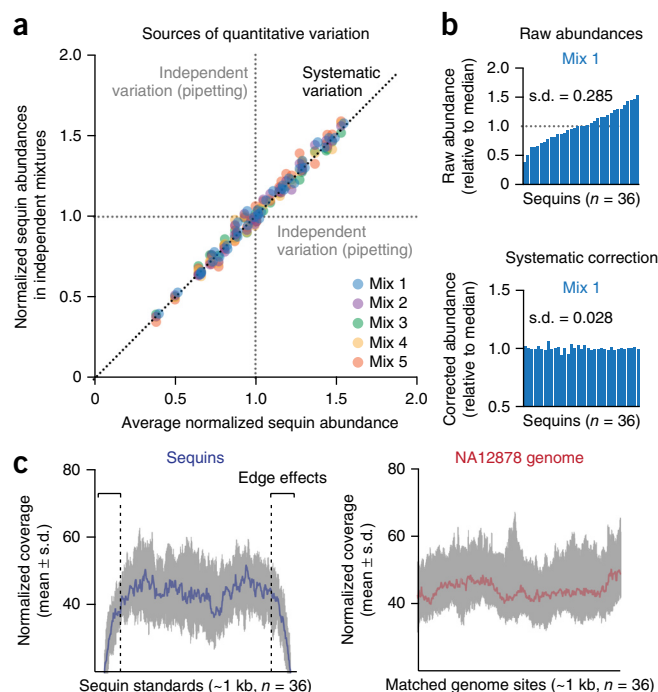 a
Sources of quantitative variation
Normalized sequin abundances
in independent mixtures
2.0
1.5
1.0
0.5
0
Independent
variation (pipetting)
Systematic
variation
Independent
variation (pipetting)
Mix 1
Mix 2
Mix 3
Mix 4
Mix 5
0 0.5 1.0 1.5 2.0
Average normalized sequin abundance
b
Raw abundances
Mix 1
s.d. = 0.285
Raw abundance
(relative to median)
2.0
1.5
1.0
0.5
0
Sequins (n = 36)
Systematic correction
Mix 1
s.d. = 0.028
Corrected abundance
(relative to median)
1.5
1.0
0.5
Sequins (n = 36)
c
Sequins
Edge effects
Normalized coverage
(mean ± s.d.)
80
60
40
Sequin standards (~1 kb, n = 36)
NA12878 genome
Normalized coverage
(mean ± s.d.)
80
60
40
Matched genome sites (~1 kb, n = 36)